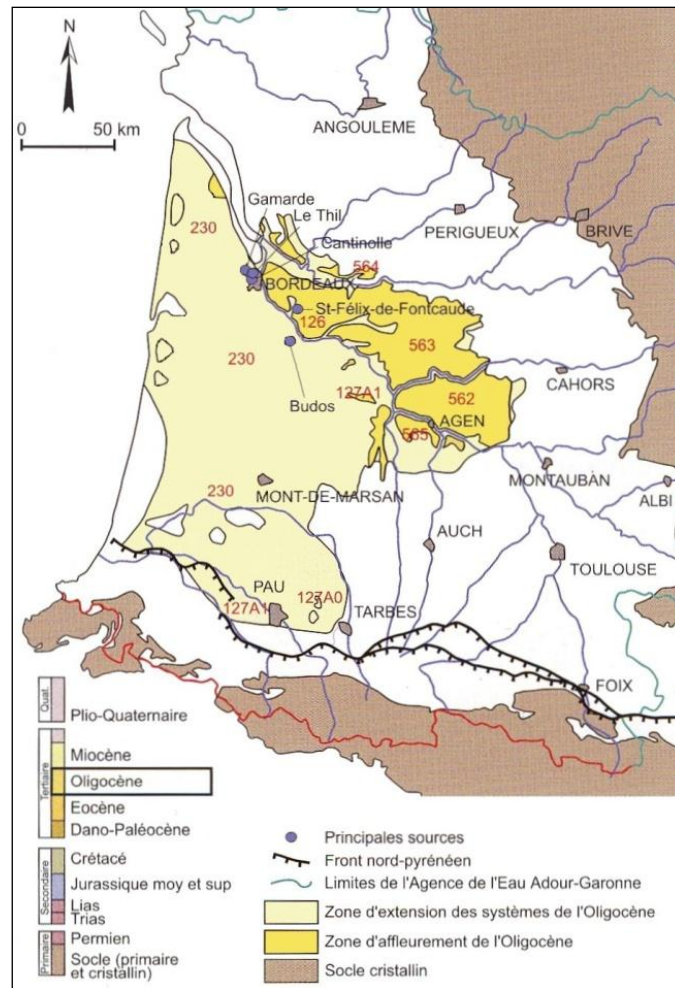 N
0 50 km
ANGOULEME
Gamarde
Le Thil
Cantinolle
230
PERIGUEUX
BRIVE
564
BORDEAUX
St-Félix-de-Fontcaude
126
563
230
127A1
CAHORS
Budos
562
AGEN
565
230
MONT-DE-MARSAN
MONTAUBAN
ALBI
AUCH
TOULOUSE
PAU
127A0
127A1
TARBES
FOIX
Quat.
Plio-Quaternaire
Tertiaire
Miocène
Oligocène
Eocène
Dano-Paléocène
Secondaire
Crétacé
Jurassique moy et sup
Lias
Trias
Primaire
Permien
Socle (primaire
et cristallin)
Principales sources
Front nord-pyrénéen
Limites de l'Agence de l'Eau Adour-Garonne
Zone d'extension des systèmes de l'Oligocène
Zone d'affleurement de l'Oligocène
Socle cristallin